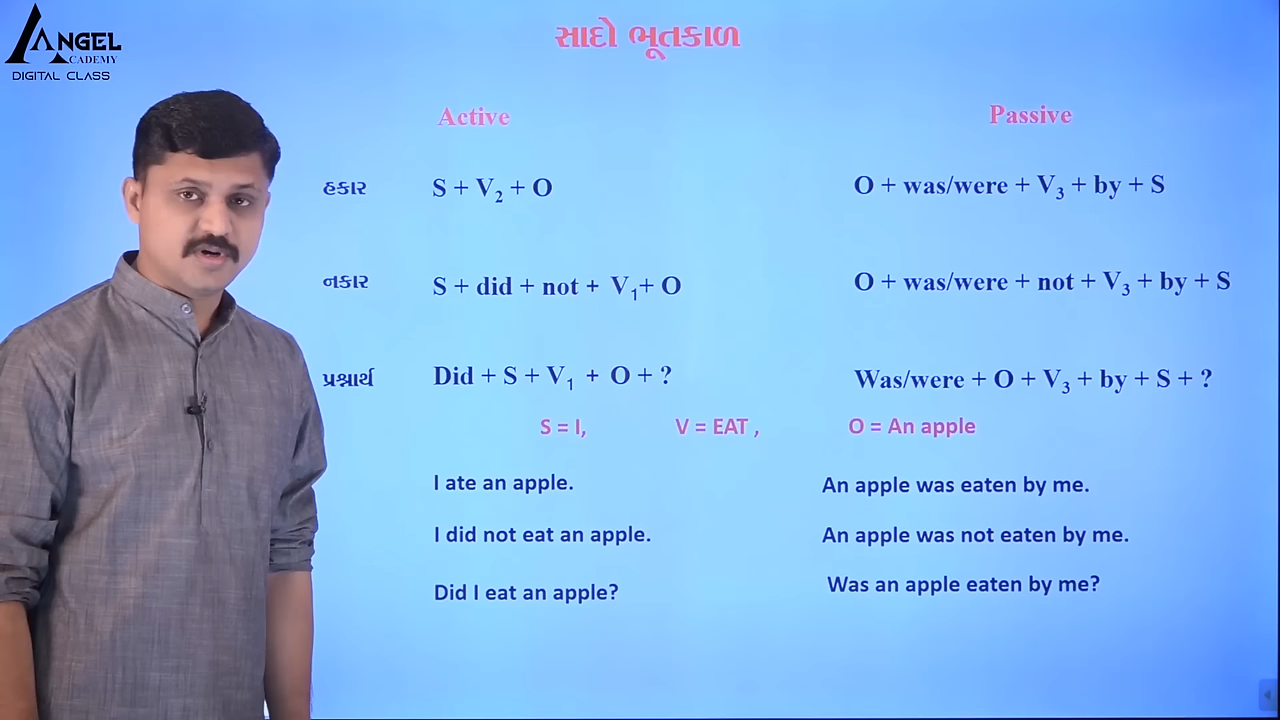 ANGEL
ACADEMY
DIGITAL CLASS
સાદો ભૂતકાળ
Active Passive
હકાર S + V₂ + O O + was/were + V₃ + by + S
નકાર S + did + not + V₁+ O O + was/were + not + V₃ + by + S
પ્રશ્નાર્થ Did + S + V₁ + O + ? Was/were + O + V₃ + by + S + ?
S = I, V = EAT , O = An apple
I ate an apple. An apple was eaten by me.
I did not eat an apple. An apple was not eaten by me.
Did I eat an apple? Was an apple eaten by me?